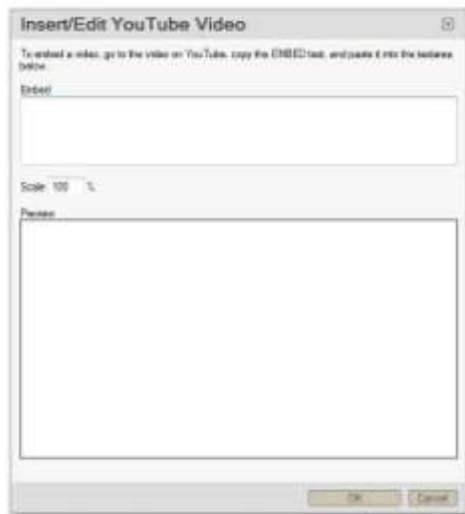 Insert/Edit YouTube Video
To embed a video, go to the video on YouTube, copy the EMBED text, and paste it into the textarea
below.
Embed
Scale 100 %
Preview
OK Cancel